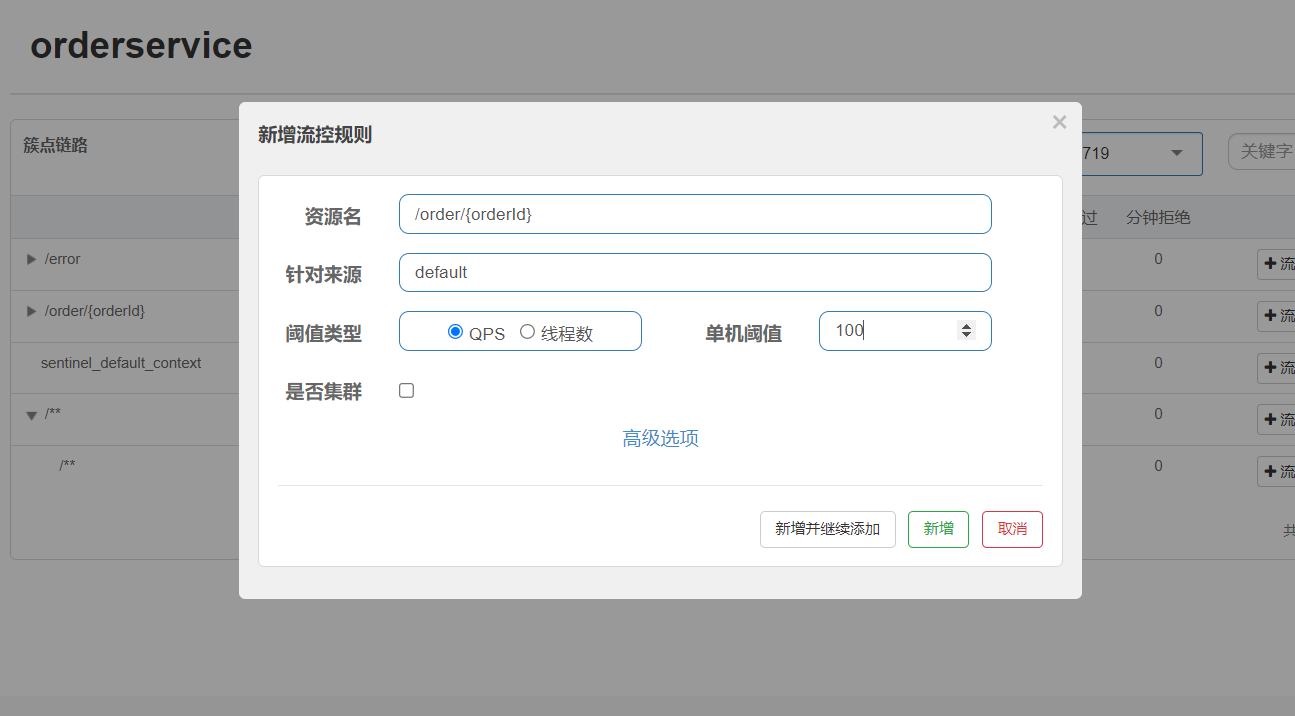 orderservice
新增流控规则
×
簇点链路
719
关键字
资源名 /order/{orderId}
针对来源 default
阈值类型 QPS 线程数 单机阈值 100
是否集群
高级选项
新增并继续添加 新增 取消
过 分钟拒绝
/error 0 流
/order/{orderId} 0 流
sentinel_default_context 0 流
/** 0 流
/** 0 流
共